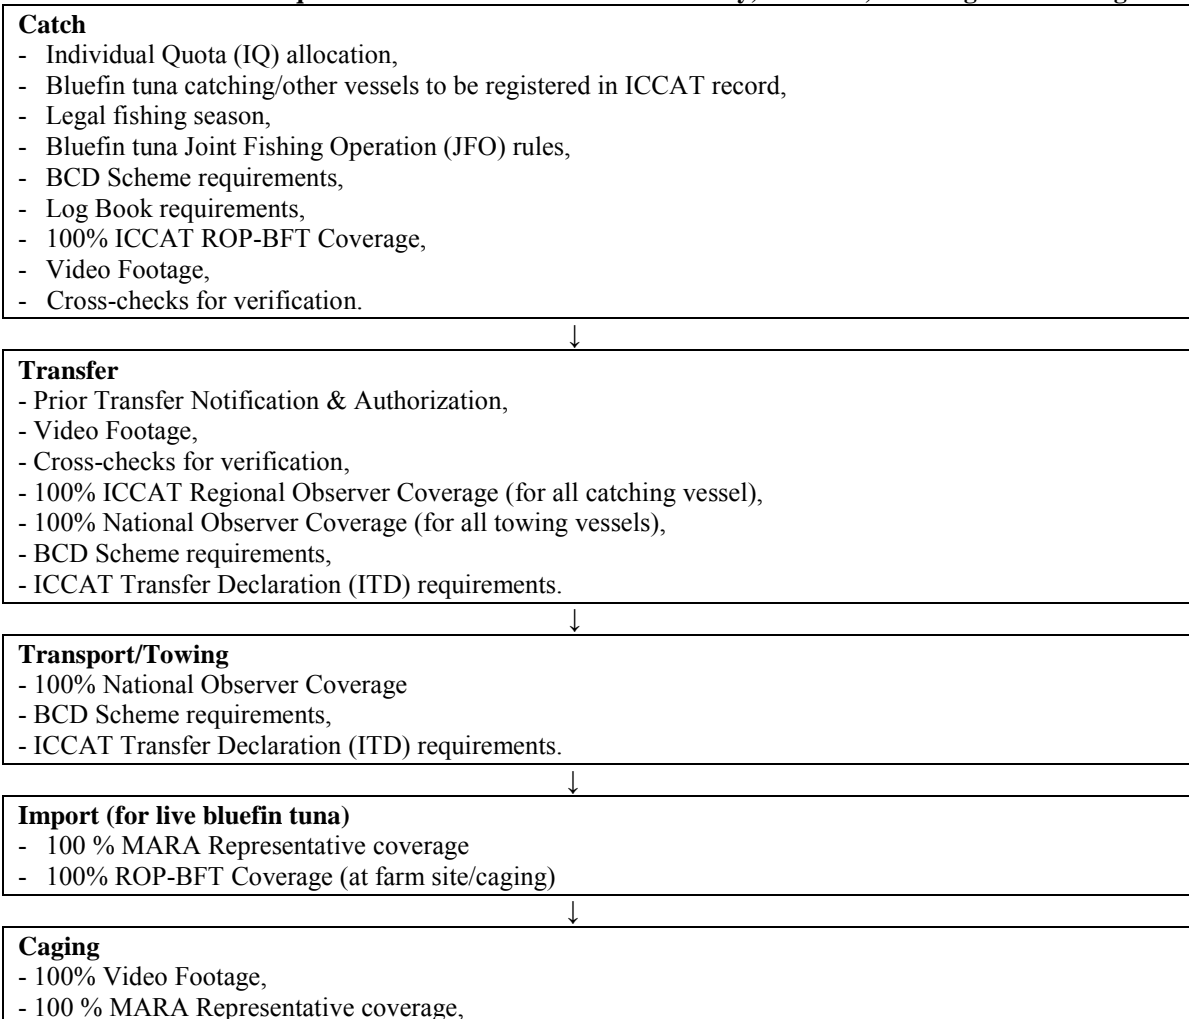 Catch
- Individual Quota (IQ) allocation,
- Bluefin tuna catching/other vessels to be registered in ICCAT record,
- Legal fishing season,
- Bluefin tuna Joint Fishing Operation (JFO) rules,
- BCD Scheme requirements,
- Log Book requirements,
- 100% ICCAT ROP-BFT Coverage,
- Video Footage,
- Cross-checks for verification.
↓
Transfer
- Prior Transfer Notification & Authorization,
- Video Footage,
- Cross-checks for verification,
- 100% ICCAT Regional Observer Coverage (for all catching vessel),
- 100% National Observer Coverage (for all towing vessels),
- BCD Scheme requirements,
- ICCAT Transfer Declaration (ITD) requirements.
↓
Transport/Towing
- 100% National Observer Coverage
- BCD Scheme requirements,
- ICCAT Transfer Declaration (ITD) requirements.
↓
Import (for live bluefin tuna)
- 100 % MARA Representative coverage
- 100% ROP-BFT Coverage (at farm site/caging)
↓
Caging
- 100% Video Footage,
- 100 % MARA Representative coverage,